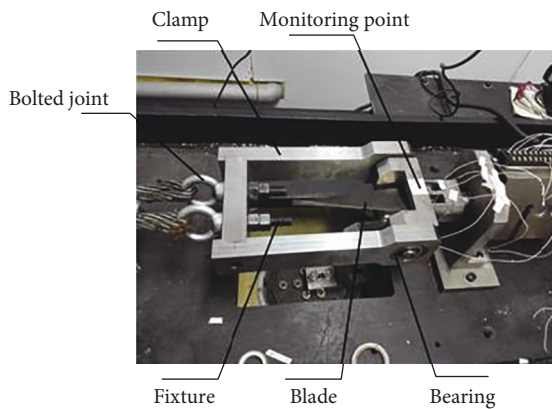 Clamp
Monitoring point
Bolted joint
Fixture
Blade
Bearing